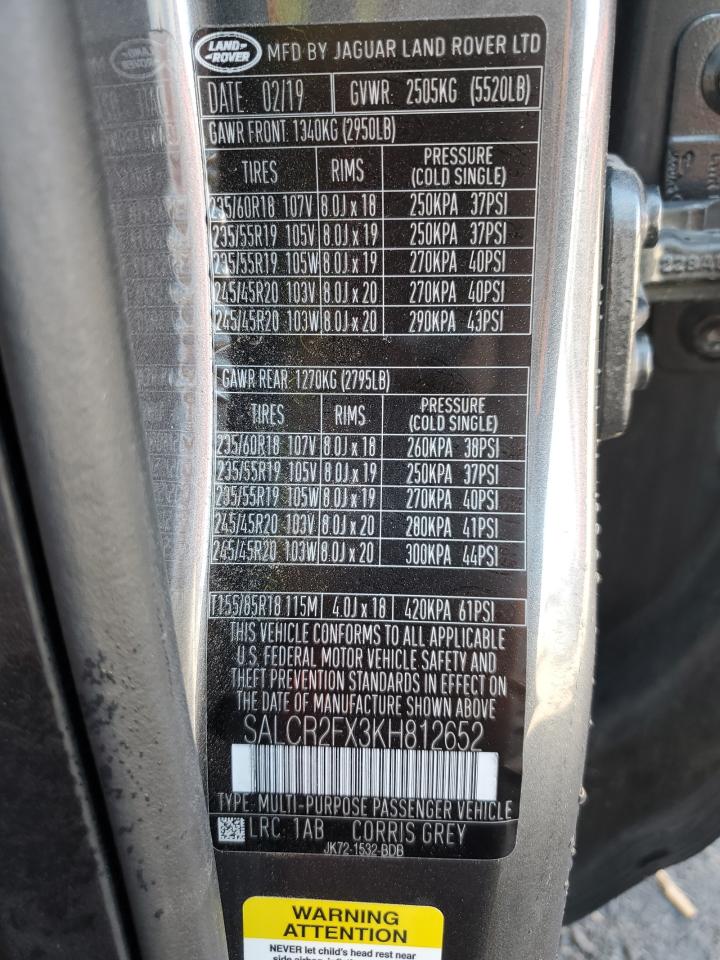 LAND ROVER MFD BY JAGUAR LAND ROVER LTD
DATE: 02/19 GVWR: 2505KG (5520LB)
GAWR FRONT 1340KG (2950LB)
TIRES RIMS PRESSURE (COLD SINGLE)
235/60R18 107V 8.0J x 18 250KPA 37PSI
235/55R19 105V 8.0J x 19 250KPA 37PSI
235/55R19 105W 8.0J x 19 270KPA 40PSI
245/45R20 103V 8.0J x 20 270KPA 40PSI
245/45R20 103W 8.0J x 20 290KPA 43PSI
GAWR REAR 1270KG (2795LB)
TIRES RIMS PRESSURE (COLD SINGLE)
235/60R18 107V 8.0J x 18 260KPA 38PSI
235/55R19 105V 8.0J x 19 250KPA 37PSI
235/55R19 105W 8.0J x 19 270KPA 40PSI
245/45R20 103V 8.0J x 20 280KPA 41PSI
245/45R20 103W 8.0J x 20 300KPA 44PSI
T155/85R18 115M 4.0J x 18 420KPA 61PSI
THIS VEHICLE CONFORMS TO ALL APPLICABLE
U.S. FEDERAL MOTOR VEHICLE SAFETY AND
THEFT PREVENTION STANDARDS IN EFFECT ON
THE DATE OF MANUFACTURE SHOWN ABOVE
SALCR2FX3KH812652
TYPE: MULTI-PURPOSE PASSENGER VEHICLE
LRC: 1AB CORRIS GREY
JK72-1532-BDB
WARNING
ATTENTION
NEVER let child's head rest near